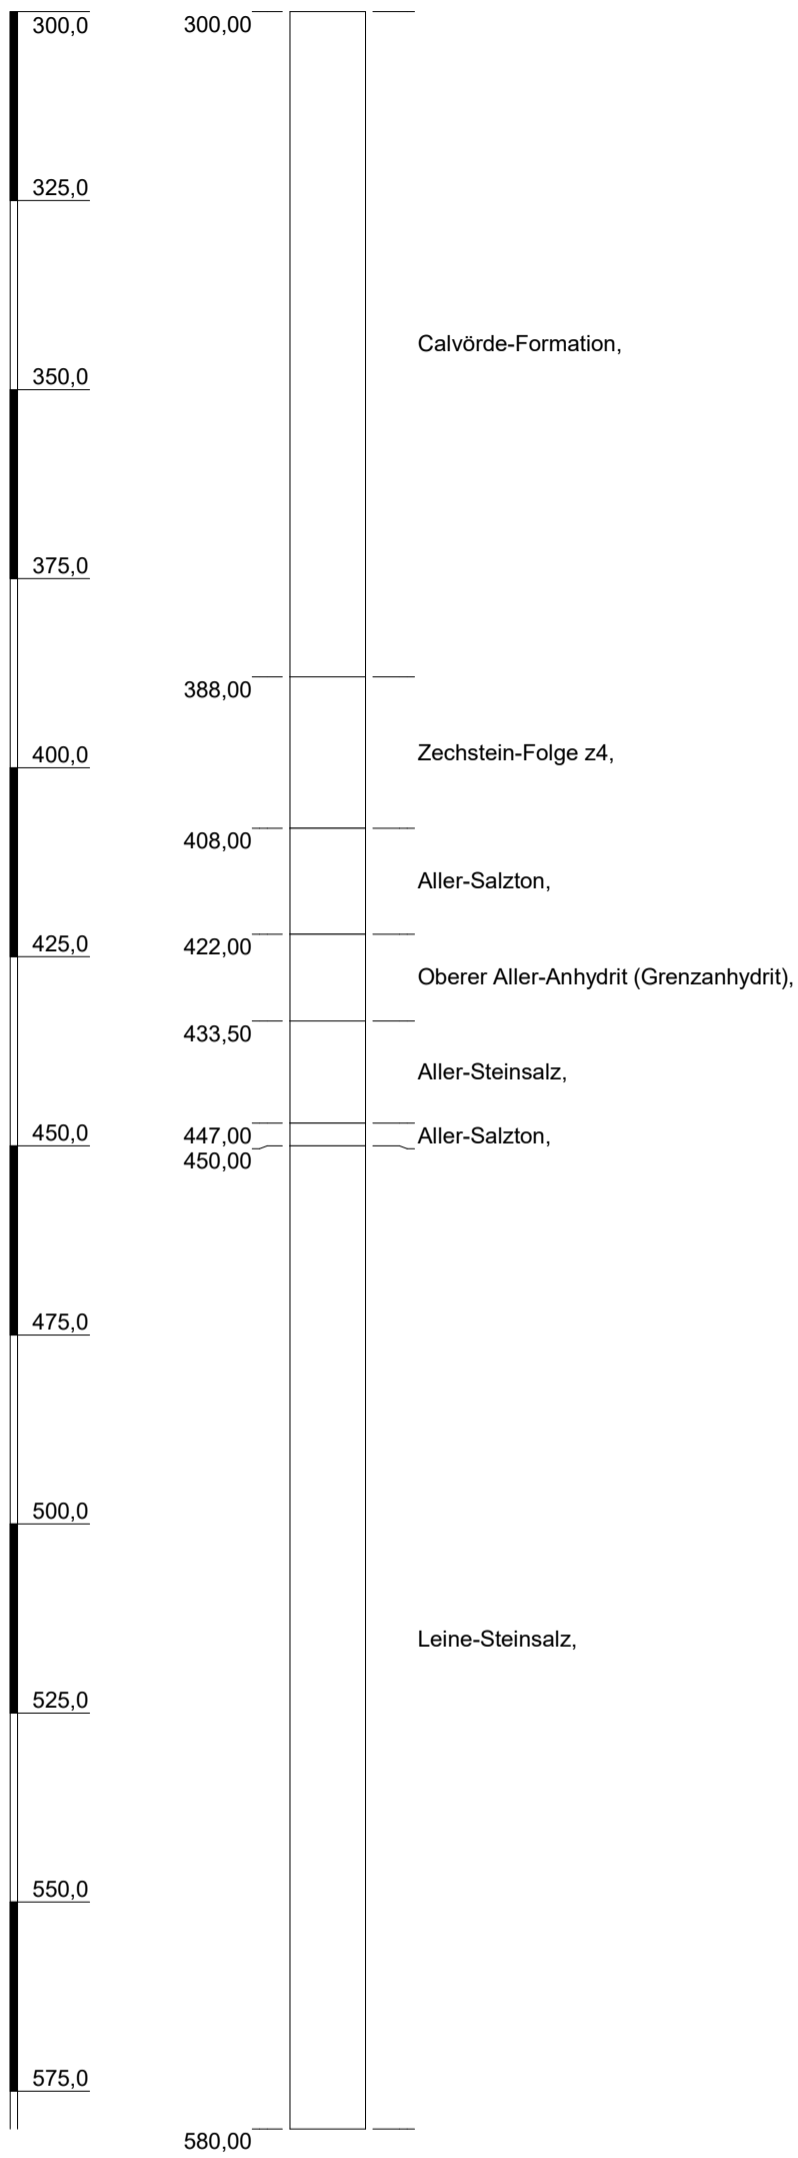 300,0 300,00
325,0
Calvörde-Formation,
350,0
375,0
388,00
Zechstein-Folge z4,
400,0
408,00
Aller-Salzton,
425,0 422,00
Oberer Aller-Anhydrit (Grenzanhydrit),
433,50
Aller-Steinsalz,
450,0 447,00 Aller-Salzton,
450,00
475,0
500,0
Leine-Steinsalz,
525,0
550,0
575,0
580,00